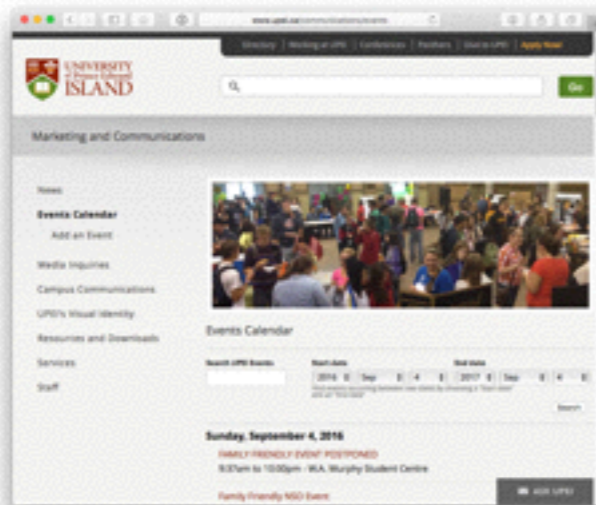 www.upei.ca/communications/events
Directory | Working at UPEI | Conferences | Panthers | Give to UPEI | Apply Now!
UNIVERSITY
of Prince Edward
ISLAND
Go
Marketing and Communications
News
Events Calendar
Add an Event
Media Inquiries
Campus Communications
UPEI's Visual Identity
Resources and Downloads
Services
Staff
Events Calendar
Search UPEI Events
Start date
End date
2016 Sep 4 2017 Sep 4
Search
Sunday, September 4, 2016
FAMILY FRIENDLY EVENT POSTPONED
9:37am to 10:00pm - W.A. Murphy Student Centre
Family Friendly NSO Event
ASK UPEI